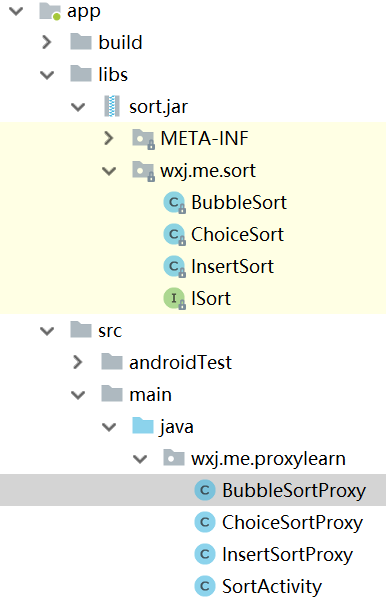 app
build
libs
sort.jar
META-INF
wxj.me.sort
C BubbleSort
C ChoiceSort
C InsertSort
I ISort
src
androidTest
main
java
wxj.me.proxylearn
C BubbleSortProxy
C ChoiceSortProxy
C InsertSortProxy
C SortActivity